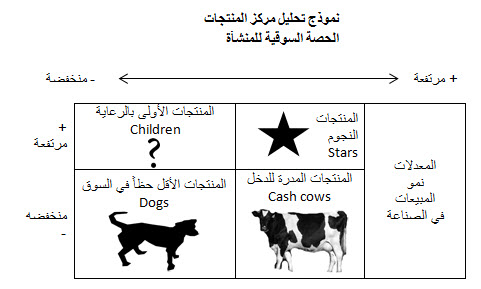 نموذج تحليل مركز المنتجات
الحصة السوقية للمنشآة
+ مرتفعة
- منخفضة
+
مرتفعة
منخفضه
-
المعدلات
نمو
المبيعات
في الصناعة
المنتجات
النجوم
Stars
المنتجات الأولى بالرعاية
Children
?
المنتجات المدرة للدخل
Cash cows
المنتجات الأقل حظاً في السوق
Dogs